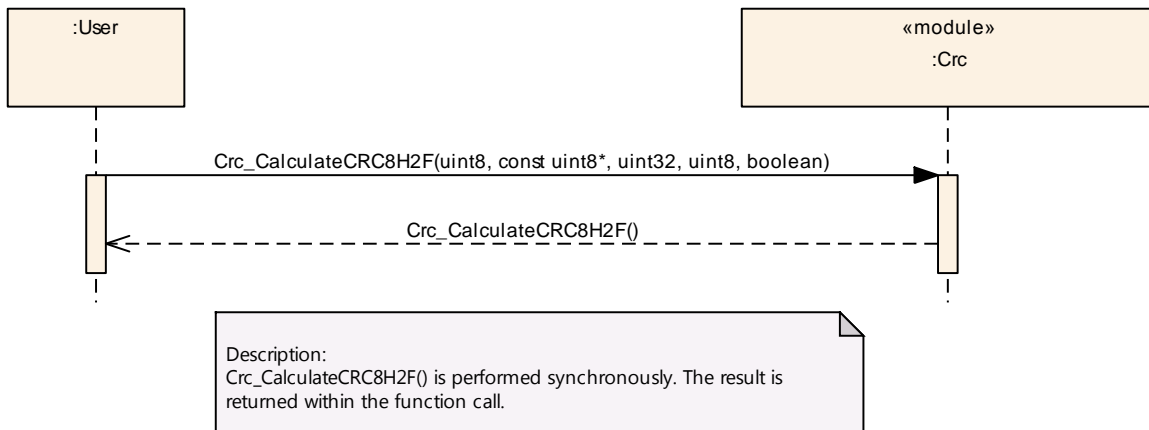 :User
«module»
:Crc
Crc_CalculateCRC8H2F(uint8, const uint8*, uint32, uint8, boolean)
Crc_CalculateCRC8H2F()
Description:
Crc_CalculateCRC8H2F() is performed synchronously. The result is
returned within the function call.